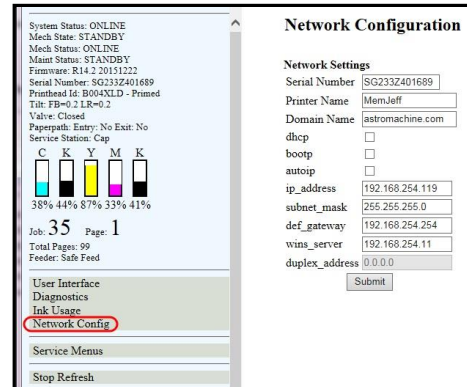 System Status: ONLINE
Mech State: STANDBY
Mech Status: ONLINE
Maint Status: STANDBY
Firmware: R14.2 20151222
Serial Number: SG233Z401689
Printhead Id: B004XLD - Primed
Tilt: FB=0.2 LR=0.2
Valve: Closed
Paperpath: Entry: No Exit: No
Service Station: Cap
C K Y M K
38% 44% 87% 33% 41%
Job: 35 Page: 1
Total Pages: 99
Feeder: Safe Feed
User Interface
Diagnostics
Ink Usage
Network Config
Service Menus
Stop Refresh
Network Configuration
Network Settings
Serial Number SG233Z401689
Printer Name MemJeff
Domain Name astromachine.com
dhcp
bootp
autoip
ip_address 192.168.254.119
subnet_mask 255.255.255.0
def_gateway 192.168.254.254
wins_server 192.168.254.11
duplex_address 0.0.0.0
Submit